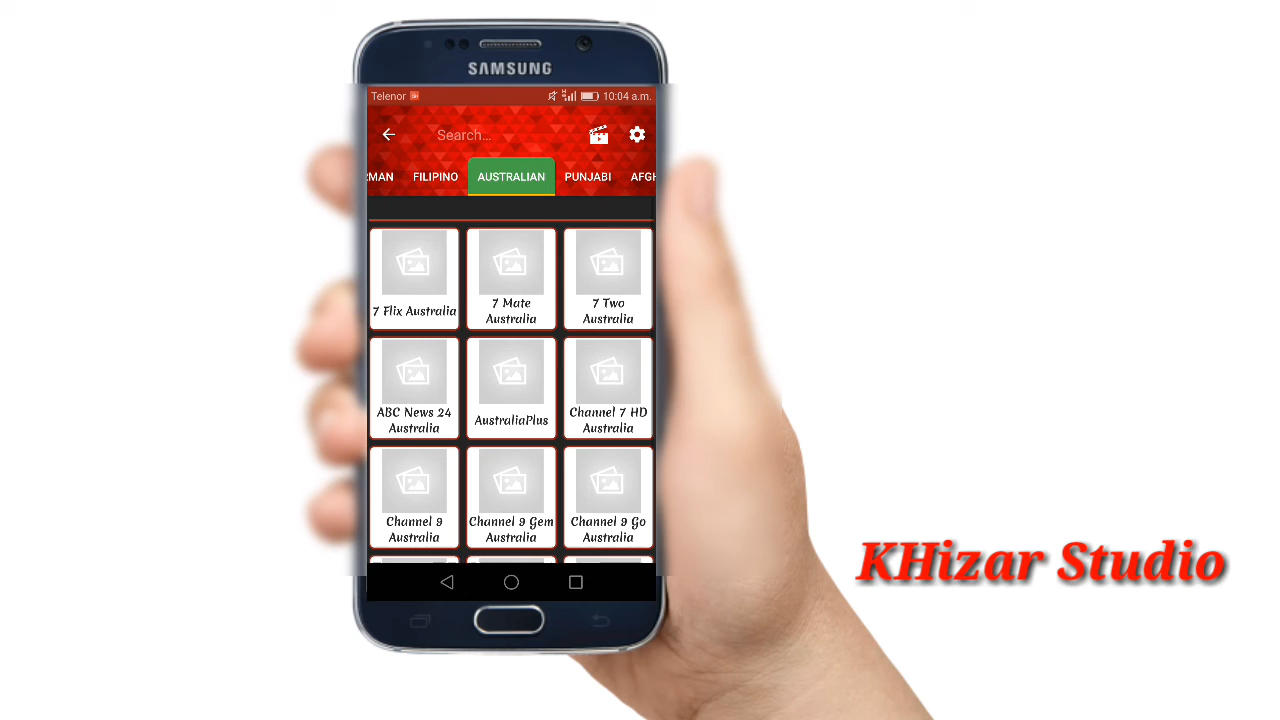 SAMSUNG
Telenor
H
10:04 a.m.
Search...
RMAN
FILIPINO
AUSTRALIAN
PUNJABI
AFGH
7 Flix Australia
7 Mate
Australia
7 Two
Australia
ABC News 24
Australia
AustraliaPlus
Channel 7 HD
Australia
Channel 9
Australia
Channel 9 Gem
Australia
Channel 9 Go
Australia
KHizar Studio